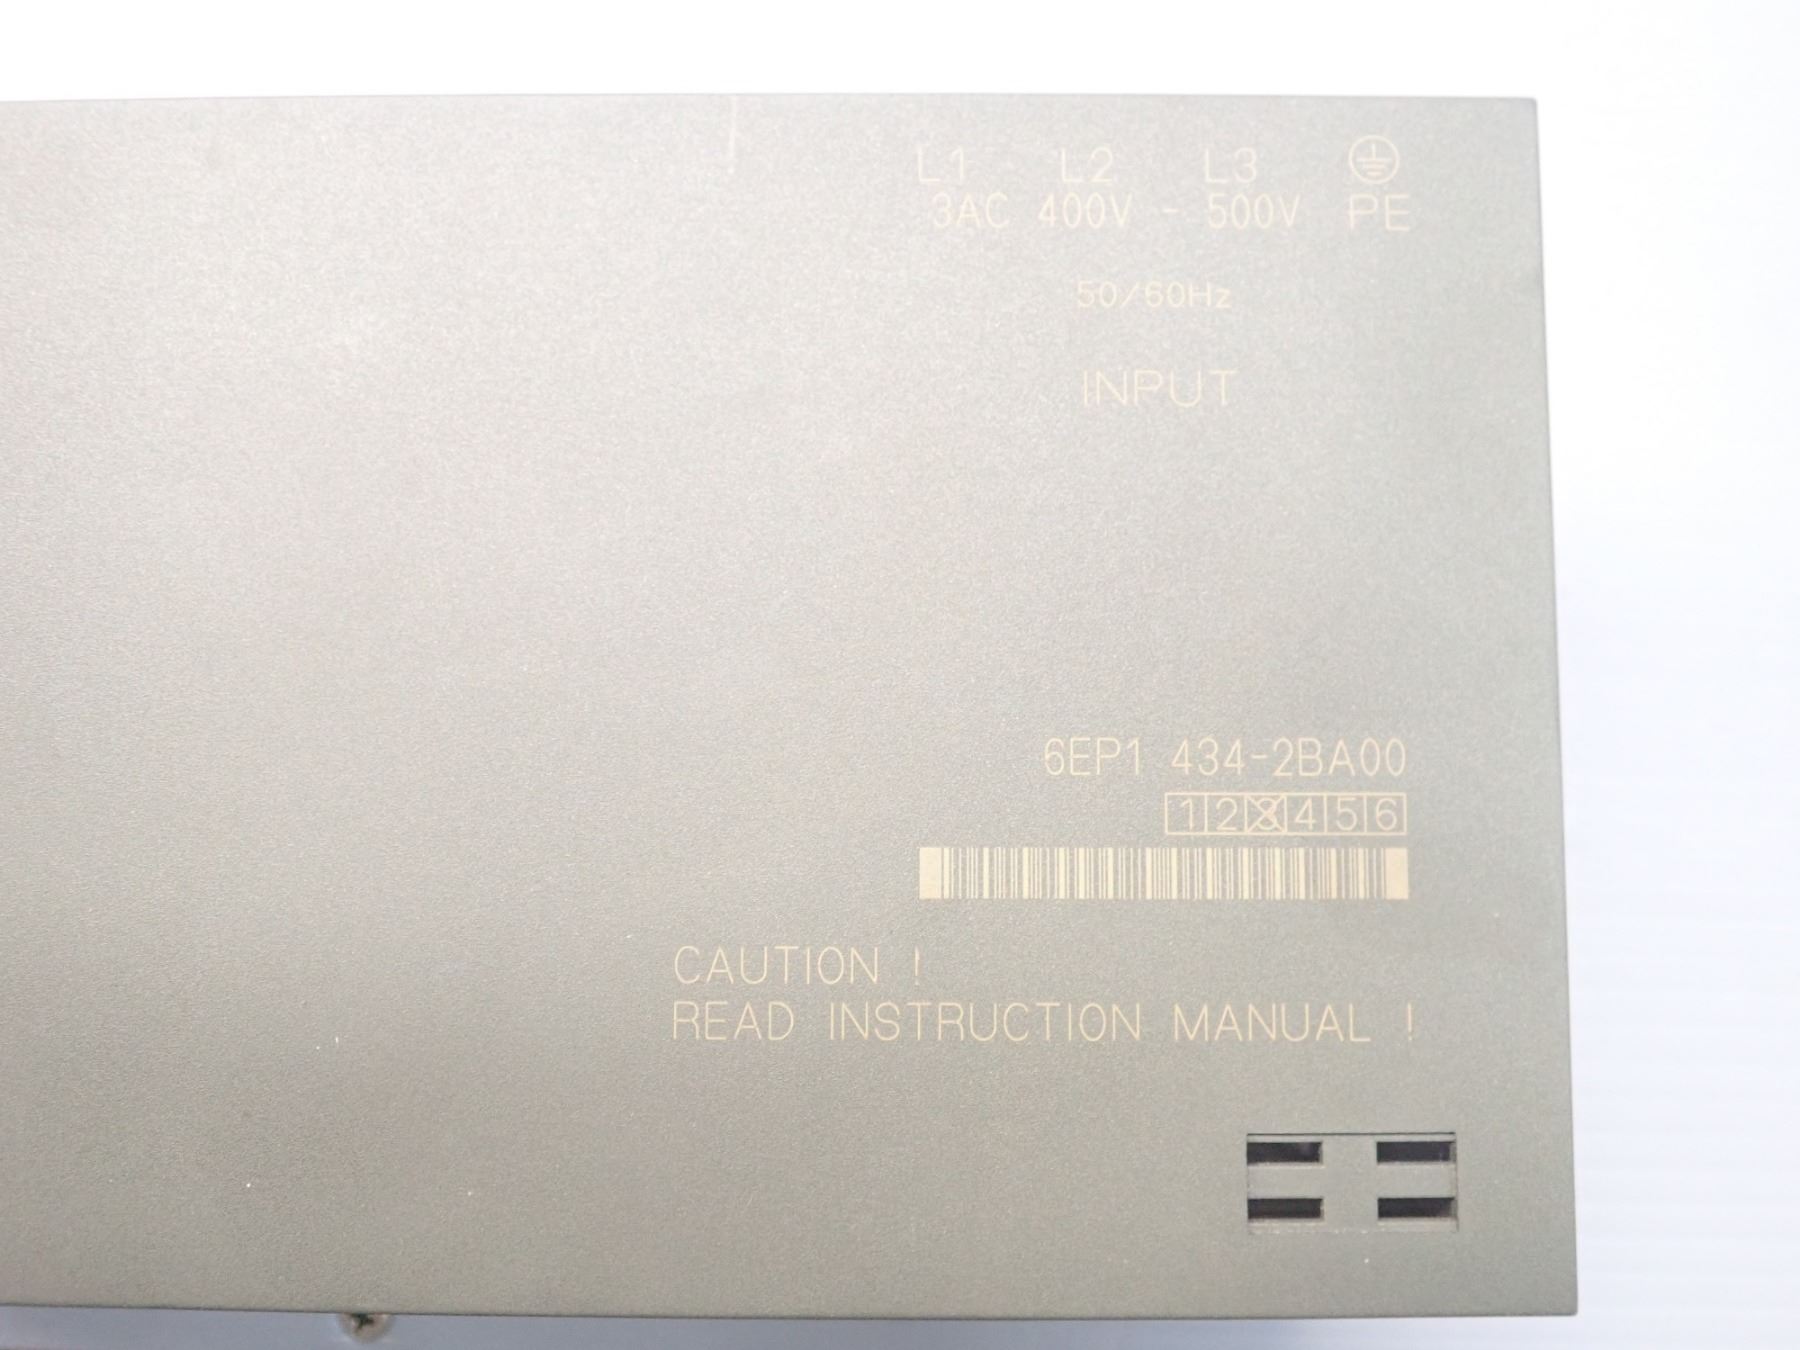 L1 L2 L3
3AC 400V - 500V PE
50/60Hz
INPUT
6EP1 434-2BA00
1 2 3 4 5 6
CAUTION !
READ INSTRUCTION MANUAL !